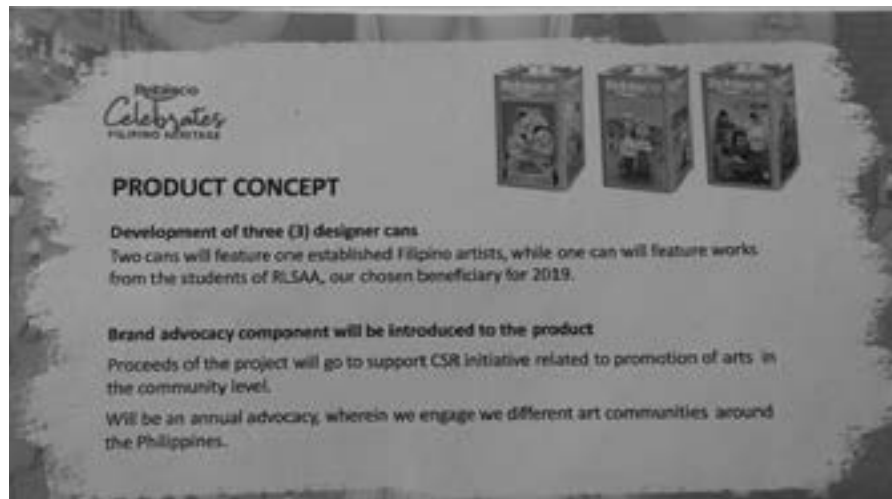 Rebisco
Celebrates
FILIPINO HERITAGE
PRODUCT CONCEPT
Development of three (3) designer cans
Two cans will feature one established Filipino artists, while one can will feature works
from the students of RLSAA, our chosen beneficiary for 2019.
Brand advocacy component will be introduced to the product
Proceeds of the project will go to support CSR initiative related to promotion of arts in
the community level.
Will be an annual advocacy, wherein we engage we different art communities around
the Philippines.